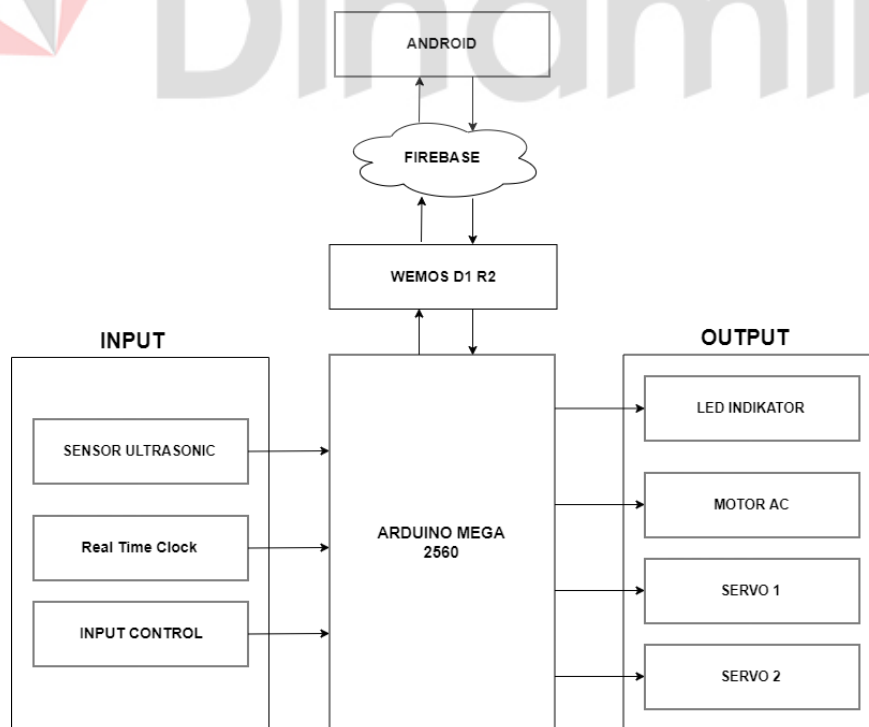 Dinami
ANDROID
FIREBASE
WEMOS D1 R2
INPUT
OUTPUT
SENSOR ULTRASONIC
Real Time Clock
INPUT CONTROL
ARDUINO MEGA
2560
LED INDIKATOR
MOTOR AC
SERVO 1
SERVO 2